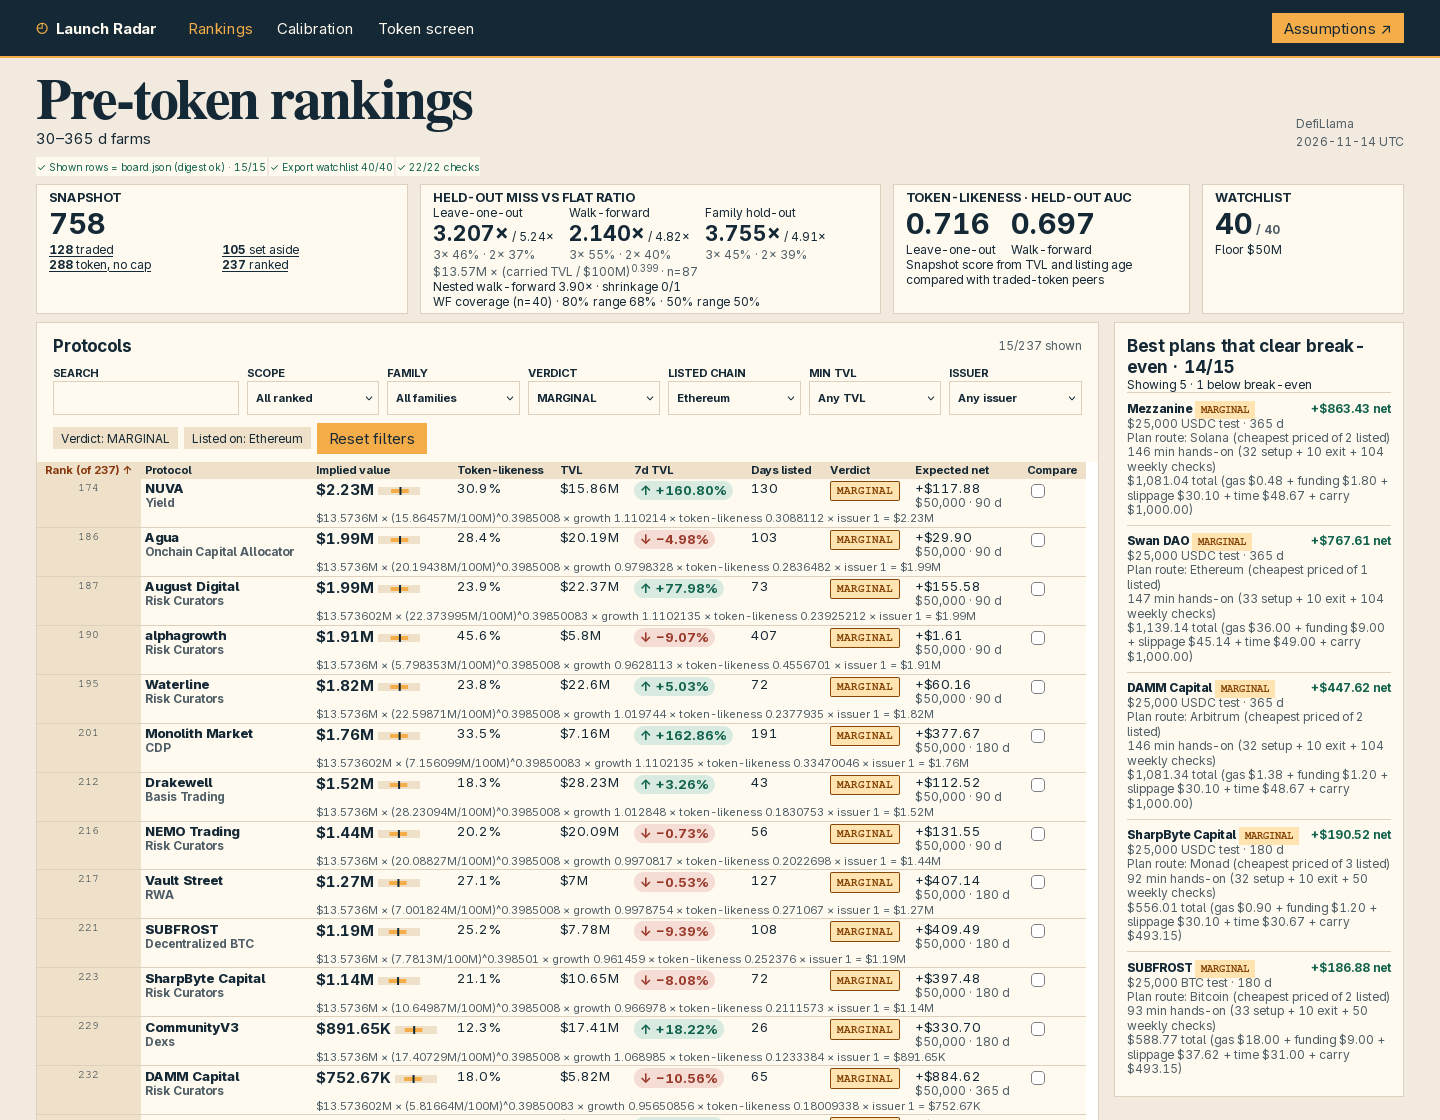 Launch Radar
Rankings
Calibration
Token screen
Assumptions ↗
Pre-token rankings
30–365 d farms
DefiLlama
2026-11-14 UTC
✓ Shown rows = board.json (digest ok) · 15/15
✓ Export watchlist 40/40
✓ 22/22 checks
SNAPSHOT
758
128 traded
105 set aside
288 token, no cap
237 ranked
HELD-OUT MISS VS FLAT RATIO
Leave-one-out
Walk-forward
Family hold-out
3.207× / 5.24×
2.140× / 4.82×
3.755× / 4.91×
3× 46% · 2× 37%
3× 55% · 2× 40%
3× 45% · 2× 39%
$13.57M × (carried TVL / $100M)^0.399 · n=87
Nested walk-forward 3.90× · shrinkage 0/1
WF coverage (n=40) · 80% range 68% · 50% range 50%
TOKEN-LIKENESS · HELD-OUT AUC
0.716
0.697
Leave-one-out
Walk-forward
Snapshot score from TVL and listing age
compared with traded-token peers
WATCHLIST
40 / 40
Floor $50M
Protocols
15/237 shown
SEARCH
SCOPE
FAMILY
VERDICT
LISTED CHAIN
MIN TVL
ISSUER
All ranked
All families
MARGINAL
Ethereum
Any TVL
Any issuer
Verdict: MARGINAL
Listed on: Ethereum
Reset filters
Rank (of 237) ↑
Protocol
Implied value
Token-likeness
TVL
7d TVL
Days listed
Verdict
Expected net
Compare
174 NUVA $2.23M 30.9% $15.86M ↑ +160.80% 130 MARGINAL +$117.88
Yield $50,000 · 90 d
$13.5736M × (15.86457M/100M)^0.3985008 × growth 1.110214 × token-likeness 0.3088112 × issuer 1 = $2.23M
186 Agua $1.99M 28.4% $20.19M ↓ −4.98% 103 MARGINAL +$29.90
Onchain Capital Allocator $50,000 · 90 d
$13.5736M × (20.19438M/100M)^0.3985008 × growth 0.9798328 × token-likeness 0.2836482 × issuer 1 = $1.99M
187 August Digital $1.99M 23.9% $22.37M ↑ +77.98% 73 MARGINAL +$155.58
Risk Curators $50,000 · 90 d
$13.573602M × (22.373995M/100M)^0.39850083 × growth 1.1102135 × token-likeness 0.23925212 × issuer 1 = $1.99M
190 alphagrowth $1.91M 45.6% $5.8M ↓ −9.07% 407 MARGINAL +$1.61
Risk Curators $50,000 · 90 d
$13.5736M × (5.798353M/100M)^0.3985008 × growth 0.9628113 × token-likeness 0.4556701 × issuer 1 = $1.91M
195 Waterline $1.82M 23.8% $22.6M ↑ +5.03% 72 MARGINAL +$60.16
Risk Curators $50,000 · 90 d
$13.5736M × (22.59871M/100M)^0.3985008 × growth 1.019744 × token-likeness 0.2377935 × issuer 1 = $1.82M
201 Monolith Market $1.76M 33.5% $7.16M ↑ +162.86% 191 MARGINAL +$377.67
CDP $50,000 · 180 d
$13.573602M × (7.156099M/100M)^0.39850083 × growth 1.1102135 × token-likeness 0.33470046 × issuer 1 = $1.76M
212 Drakewell $1.52M 18.3% $28.23M ↑ +3.26% 43 MARGINAL +$112.52
Basis Trading $50,000 · 90 d
$13.5736M × (28.23094M/100M)^0.3985008 × growth 1.012848 × token-likeness 0.1830753 × issuer 1 = $1.52M
216 NEMO Trading $1.44M 20.2% $20.09M ↓ −0.73% 56 MARGINAL +$131.55
Risk Curators $50,000 · 90 d
$13.5736M × (20.08827M/100M)^0.3985008 × growth 0.9970817 × token-likeness 0.2022698 × issuer 1 = $1.44M
217 Vault Street $1.27M 27.1% $7M ↓ −0.53% 127 MARGINAL +$407.14
RWA $50,000 · 180 d
$13.5736M × (7.001824M/100M)^0.3985008 × growth 0.9978754 × token-likeness 0.271067 × issuer 1 = $1.27M
221 SUBFROST $1.19M 25.2% $7.78M ↓ −9.39% 108 MARGINAL +$409.49
Decentralized BTC $50,000 · 180 d
$13.5736M × (7.7813M/100M)^0.398501 × growth 0.961459 × token-likeness 0.252376 × issuer 1 = $1.19M
223 SharpByte Capital $1.14M 21.1% $10.65M ↓ −8.08% 72 MARGINAL +$397.48
Risk Curators $50,000 · 180 d
$13.5736M × (10.64987M/100M)^0.3985008 × growth 0.966978 × token-likeness 0.2111573 × issuer 1 = $1.14M
229 CommunityV3 $891.65K 12.3% $17.41M ↑ +18.22% 26 MARGINAL +$330.70
Dexs $50,000 · 180 d
$13.5736M × (17.40729M/100M)^0.3985008 × growth 1.068985 × token-likeness 0.1233384 × issuer 1 = $891.65K
232 DAMM Capital $752.67K 18.0% $5.82M ↓ −10.56% 65 MARGINAL +$884.62
Risk Curators $50,000 · 365 d
$13.573602M × (5.81664M/100M)^0.39850083 × growth 0.95650856 × token-likeness 0.18009338 × issuer 1 = $752.67K
Best plans that clear break-
even · 14/15
Showing 5 · 1 below break-even
Mezzanine MARGINAL +$863.43 net
$25,000 USDC test · 365 d
Plan route: Solana (cheapest priced of 2 listed)
146 min hands-on (32 setup + 10 exit + 104
weekly checks)
$1,081.04 total (gas $0.48 + funding $1.80 +
slippage $30.10 + time $48.67 + carry
$1,000.00)
Swan DAO MARGINAL +$767.61 net
$25,000 USDC test · 365 d
Plan route: Ethereum (cheapest priced of 1
listed)
147 min hands-on (33 setup + 10 exit + 104
weekly checks)
$1,139.14 total (gas $36.00 + funding $9.00
+ slippage $45.14 + time $49.00 + carry
$1,000.00)
DAMM Capital MARGINAL +$447.62 net
$25,000 USDC test · 365 d
Plan route: Arbitrum (cheapest priced of 2
listed)
146 min hands-on (32 setup + 10 exit + 104
weekly checks)
$1,081.34 total (gas $1.38 + funding $1.20 +
slippage $30.10 + time $48.67 + carry
$1,000.00)
SharpByte Capital MARGINAL +$190.52 net
$25,000 USDC test · 180 d
Plan route: Monad (cheapest priced of 3 listed)
92 min hands-on (32 setup + 10 exit + 50
weekly checks)
$556.01 total (gas $0.90 + funding $1.20 +
slippage $30.10 + time $30.67 + carry
$493.15)
SUBFROST MARGINAL +$186.88 net
$25,000 BTC test · 180 d
Plan route: Bitcoin (cheapest priced of 2 listed)
93 min hands-on (33 setup + 10 exit + 50
weekly checks)
$588.77 total (gas $18.00 + funding $9.00 +
slippage $37.62 + time $31.00 + carry
$493.15)